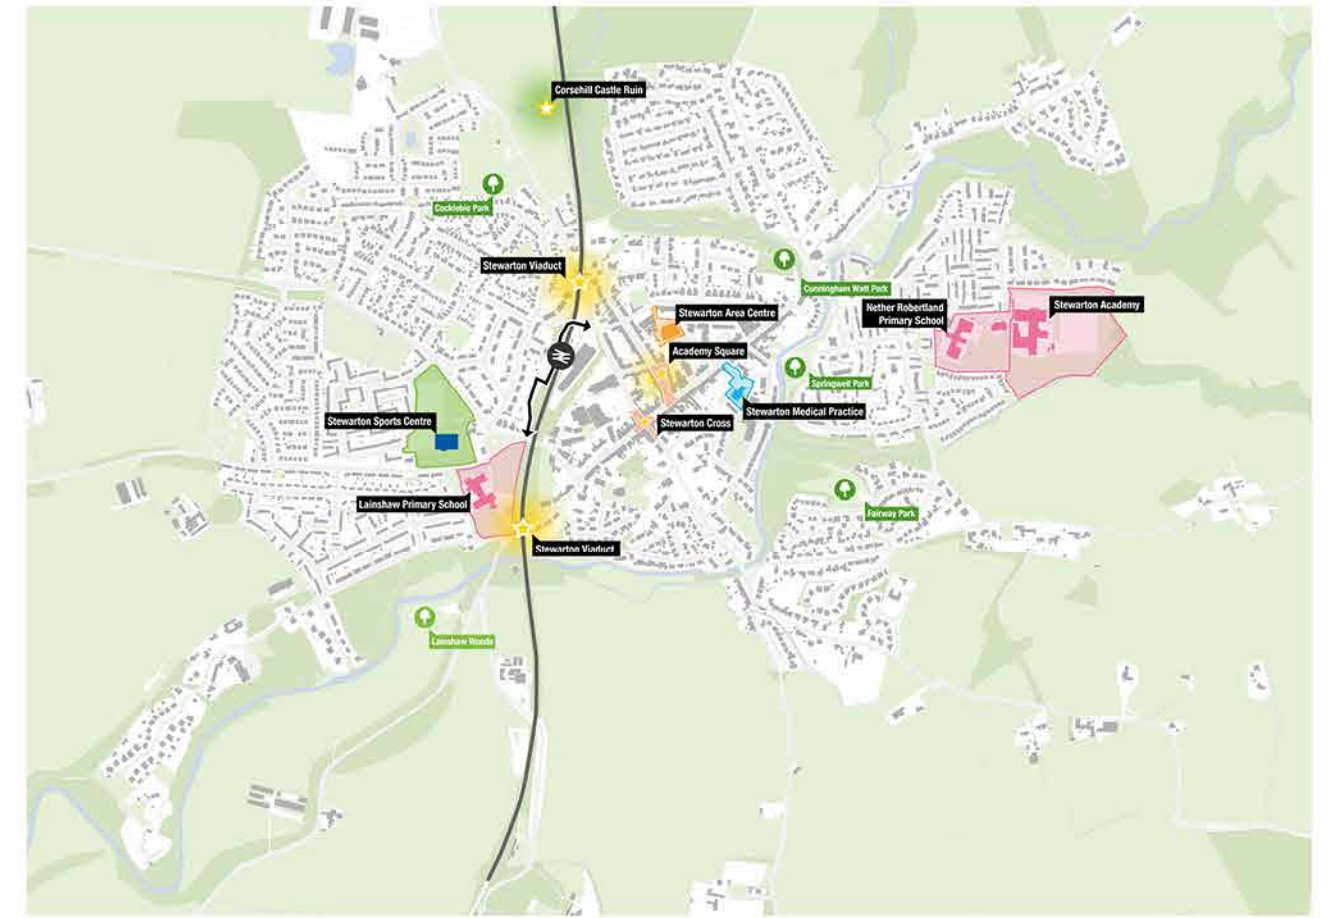 Corsehill Castle Ruin
Cocklebie Park
Stewarton Viaduct
Cunningham Watt Park
Stewarton Area Centre
Nether Robertland
Primary School
Stewarton Academy
Academy Square
Springwell Park
Stewarton Medical Practice
Stewarton Sports Centre
Stewarton Cross
Lainshaw Primary School
Fairway Park
Stewarton Viaduct
Lainshaw Woods